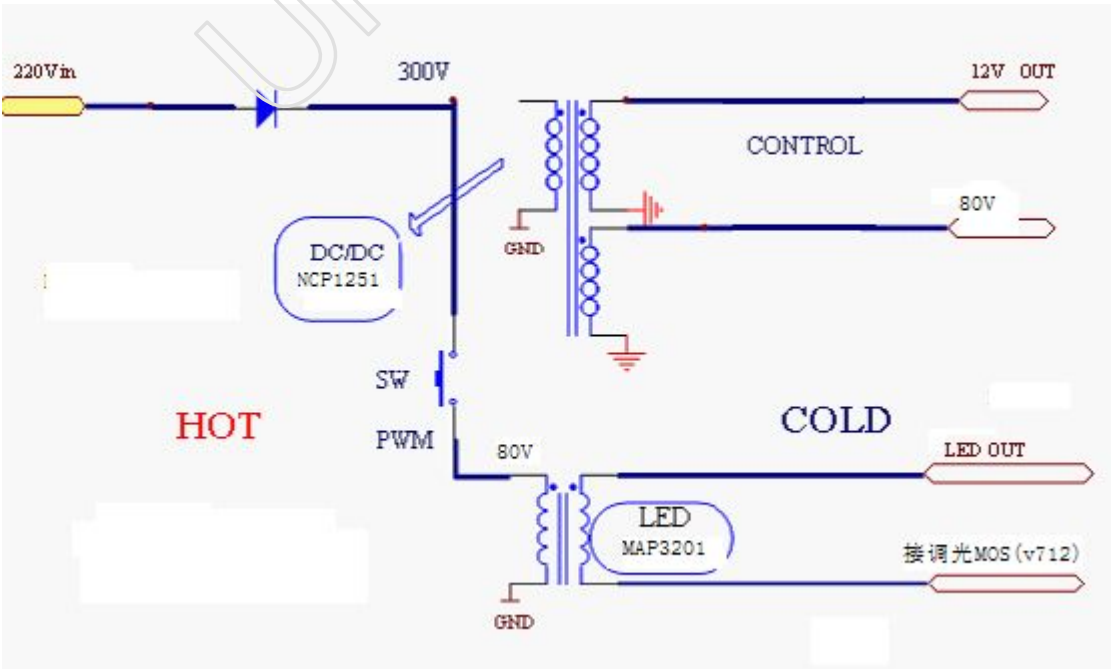 220Vin
300V
12V OUT
CONTROL
80V
GND
DC/DC
NCP1251
SW
HOT
COLD
PWM
80V
LED OUT
LED
MAP3201
接调光MOS(v712)
GND